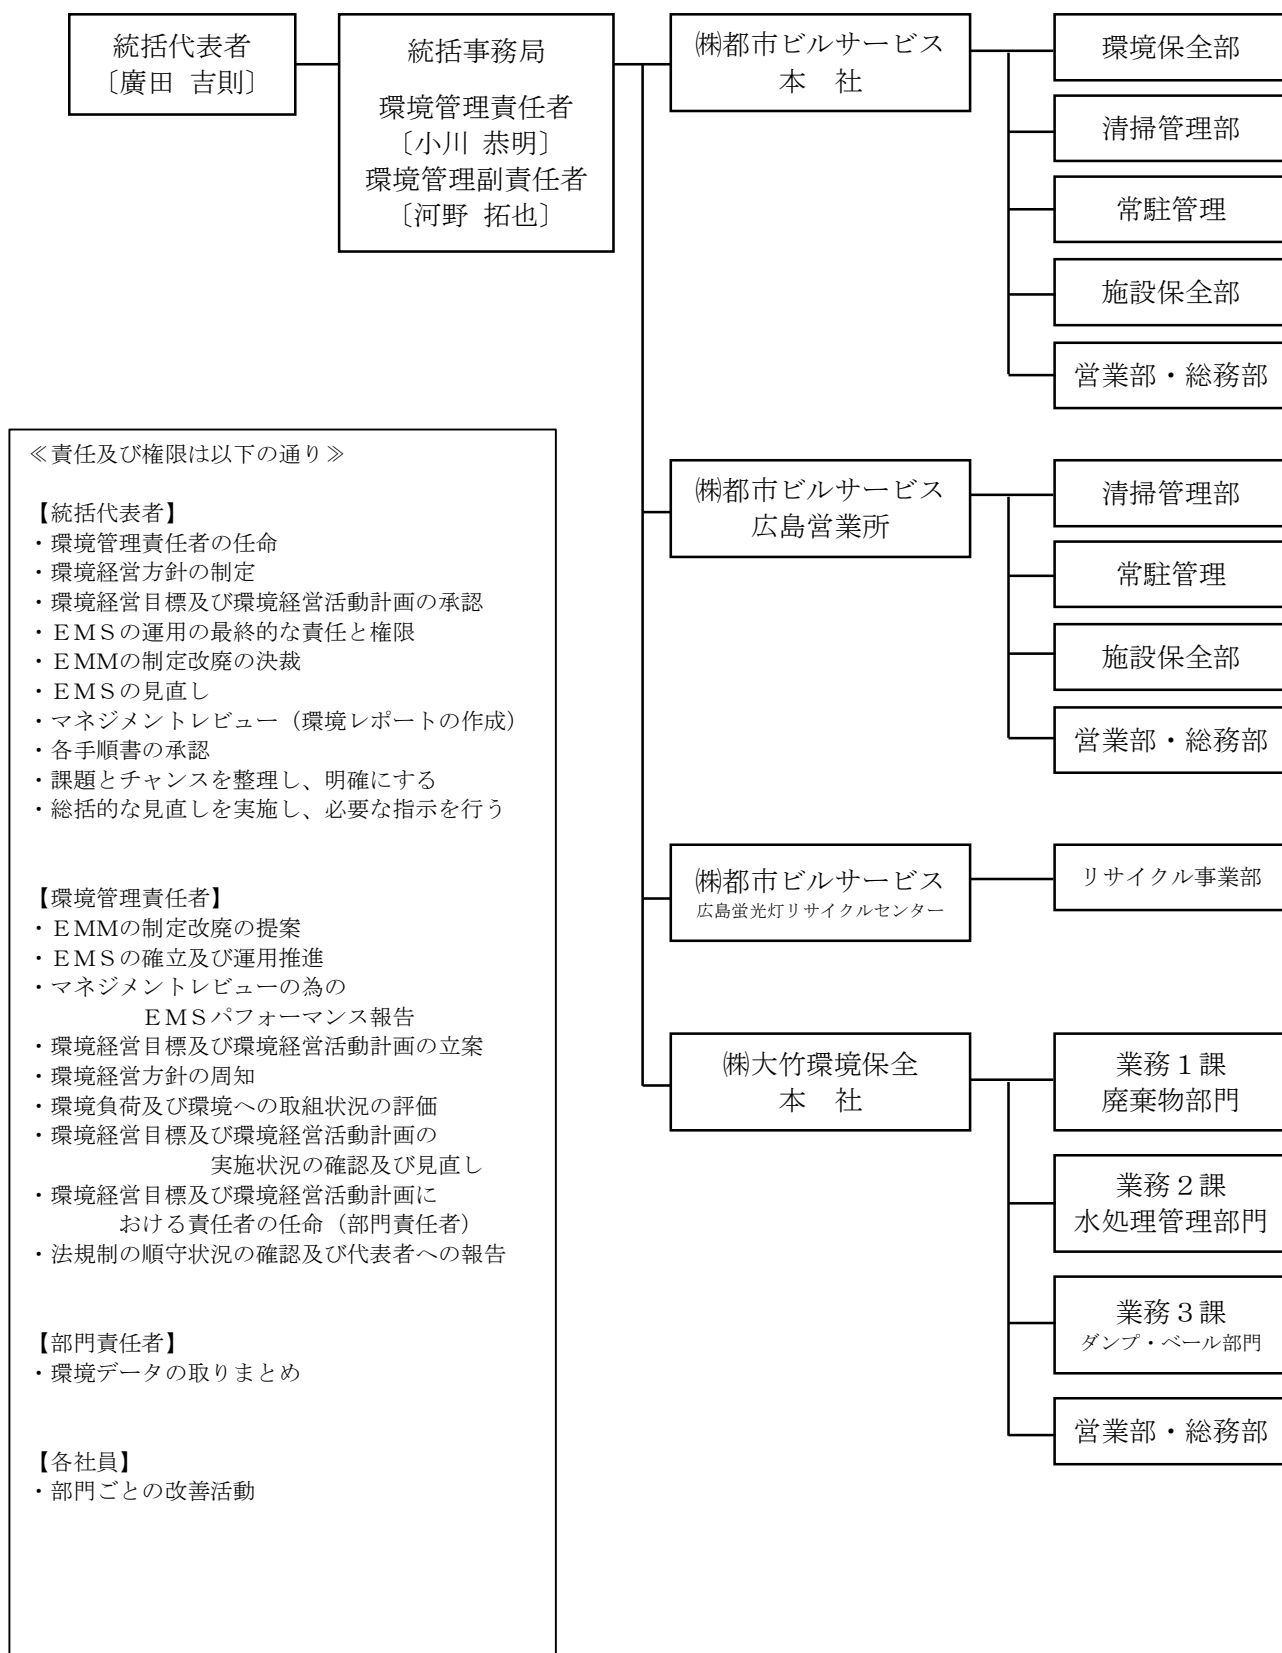 統括代表者
〔廣田 吉則〕
統括事務局
環境管理責任者
〔小川 恭明〕
環境管理副責任者
〔河野 拓也〕
㈱都市ビルサービス
本 社
環境保全部
清掃管理部
常駐管理
施設保全部
営業部・総務部
㈱都市ビルサービス
広島営業所
清掃管理部
常駐管理
施設保全部
営業部・総務部
㈱都市ビルサービス
広島蛍光灯リサイクルセンター
リサイクル事業部
㈱大竹環境保全
本 社
業務１課
廃棄物部門
業務２課
水処理管理部門
業務３課
ダンプ・ベール部門
営業部・総務部
≪責任及び権限は以下の通り≫
【統括代表者】
・環境管理責任者の任命
・環境経営方針の制定
・環境経営目標及び環境経営活動計画の承認
・ＥＭＳの運用の最終的な責任と権限
・ＥＭＭの制定改廃の決裁
・ＥＭＳの見直し
・マネジメントレビュー（環境レポートの作成）
・各手順書の承認
・課題とチャンスを整理し、明確にする
・総括的な見直しを実施し、必要な指示を行う
【環境管理責任者】
・ＥＭＭの制定改廃の提案
・ＥＭＳの確立及び運用推進
・マネジメントレビューの為の
ＥＭＳパフォーマンス報告
・環境経営目標及び環境経営活動計画の立案
・環境経営方針の周知
・環境負荷及び環境への取組状況の評価
・環境経営目標及び環境経営活動計画の
実施状況の確認及び見直し
・環境経営目標及び環境経営活動計画に
おける責任者の任命（部門責任者）
・法規制の順守状況の確認及び代表者への報告
【部門責任者】
・環境データの取りまとめ
【各社員】
・部門ごとの改善活動